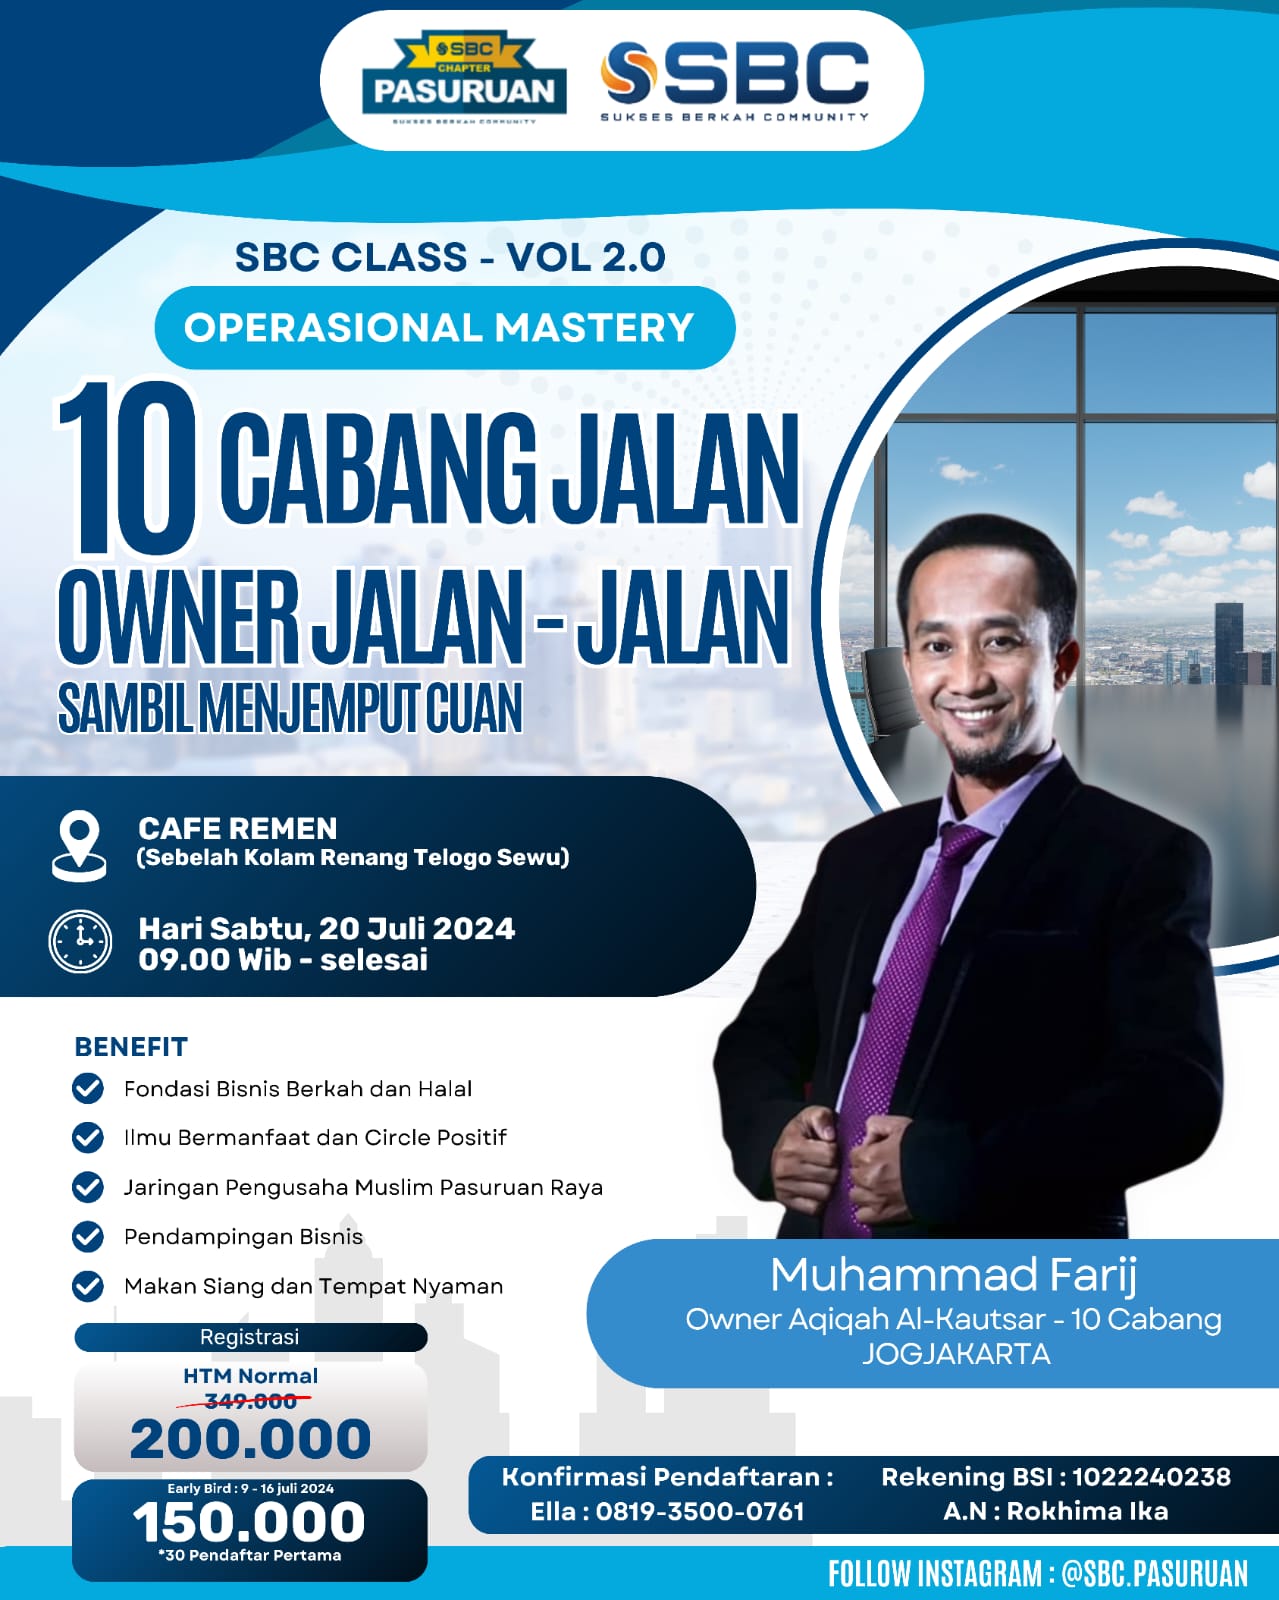 SBC
CHAPTER
PASURUAN
SUKSES BERKAH COMMUNITY
SBC
SUKSES BERKAH COMMUNITY
SBC CLASS - VOL 2.0
OPERASIONAL MASTERY
10 CABANG JALAN
OWNER JALAN - JALAN
SAMBIL MENJEMPUT CUAN
CAFE REMEN
(Sebelah Kolam Renang Telogo Sewu)
Hari Sabtu, 20 Juli 2024
09.00 Wib - selesai
BENEFIT
Fondasi Bisnis Berkah dan Halal
Ilmu Bermanfaat dan Circle Positif
Jaringan Pengusaha Muslim Pasuruan Raya
Pendampingan Bisnis
Makan Siang dan Tempat Nyaman
Muhammad Farij
Owner Aqiqah Al-Kautsar - 10 Cabang
JOGJAKARTA
Registrasi
HTM Normal
349.000
200.000
Early Bird : 9 - 16 juli 2024
150.000
*30 Pendaftar Pertama
Konfirmasi Pendaftaran :
Ella : 0819-3500-0761
Rekening BSI : 1022240238
A.N : Rokhima Ika
FOLLOW INSTAGRAM : @SBC.PASURUAN